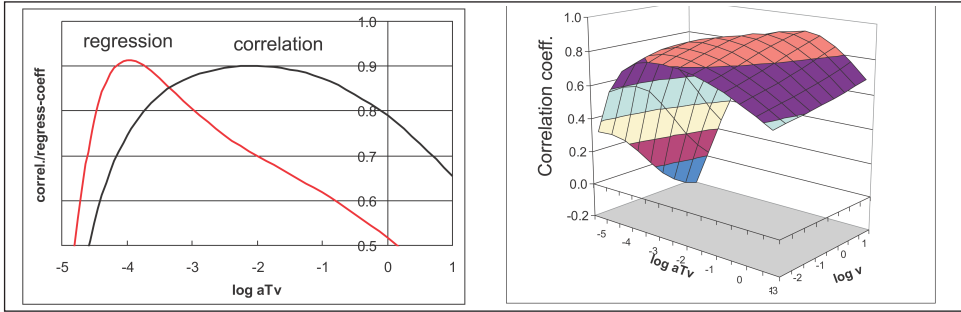 regression
correlation
correl./regress-coeff
1.0
0.9
0.8
0.7
0.6
0.5
-5 -4 -3 -2 -1 0 1
log aTv
Correlation coeff.
1.0
0.8
0.6
0.4
0.2
0.0
-0.2
-5 -4 -3 -2 -1 0
log aTv
-2 -1 0 1
log v